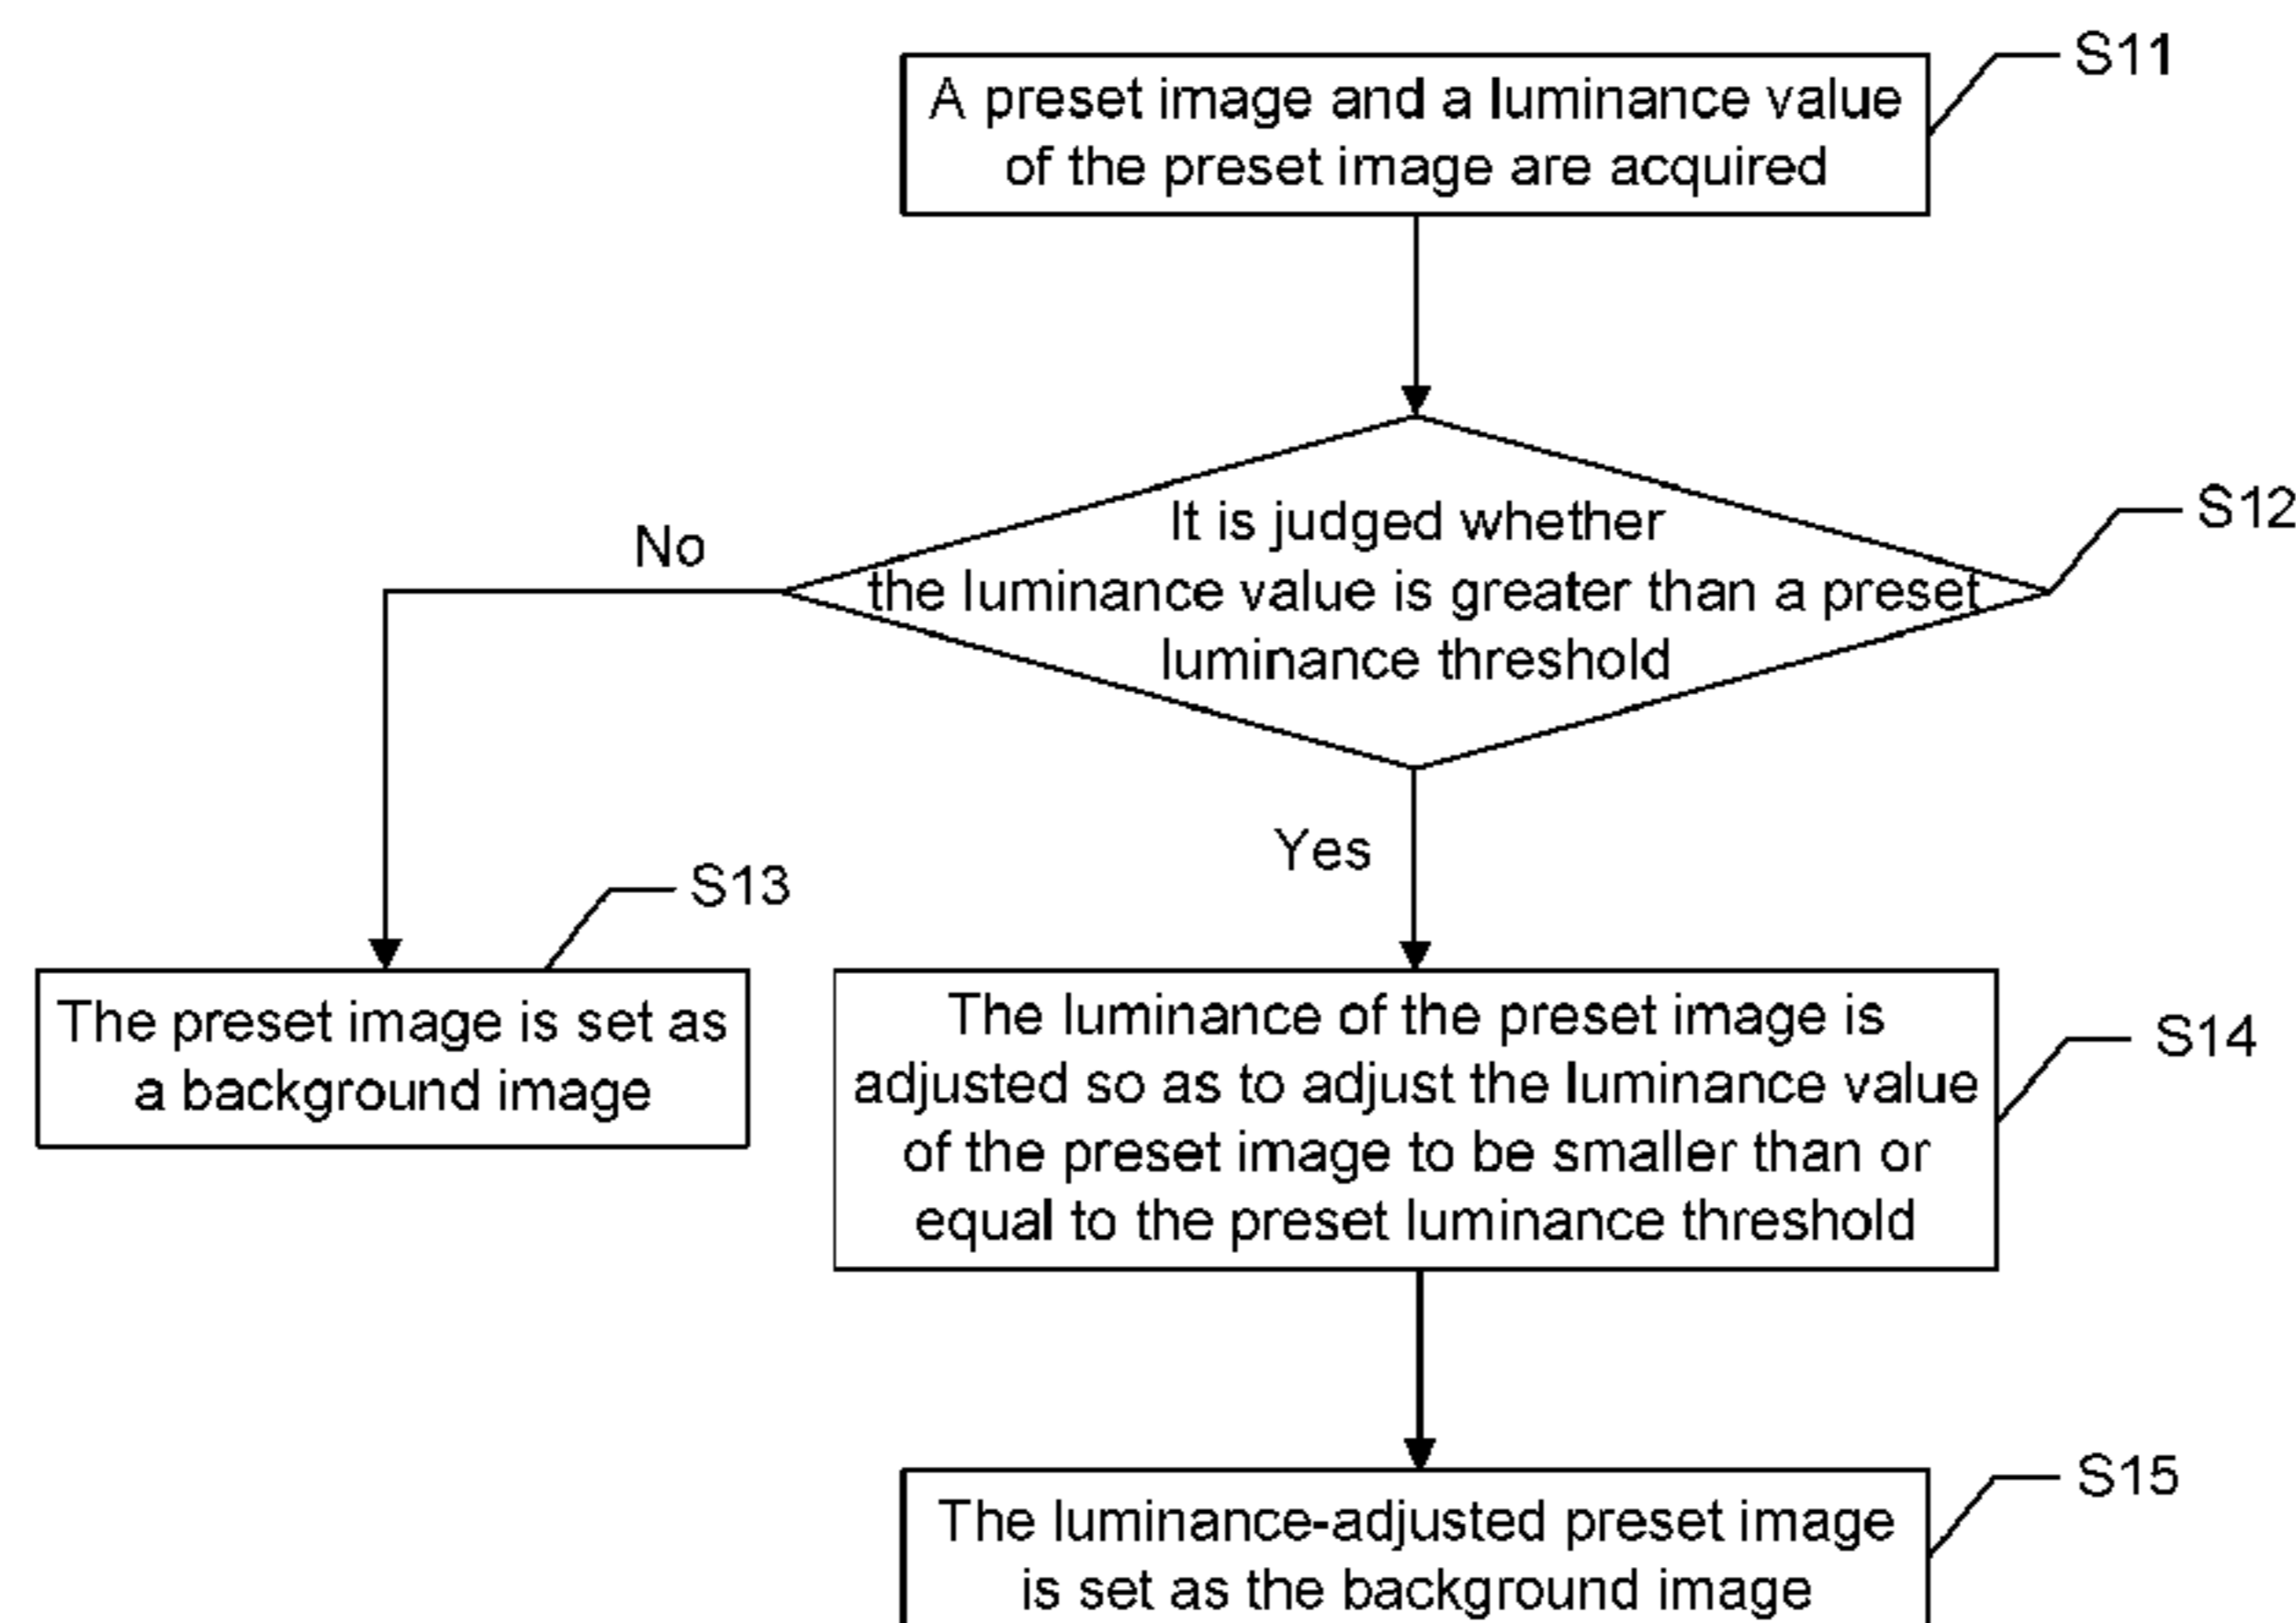 S11
A preset image and a luminance value
of the preset image are acquired
S12
It is judged whether
the luminance value is greater than a preset
luminance threshold
No
Yes
S13
The preset image is set as
a background image
S14
The luminance of the preset image is
adjusted so as to adjust the luminance value
of the preset image to be smaller than or
equal to the preset luminance threshold
S15
The luminance-adjusted preset image
is set as the background image